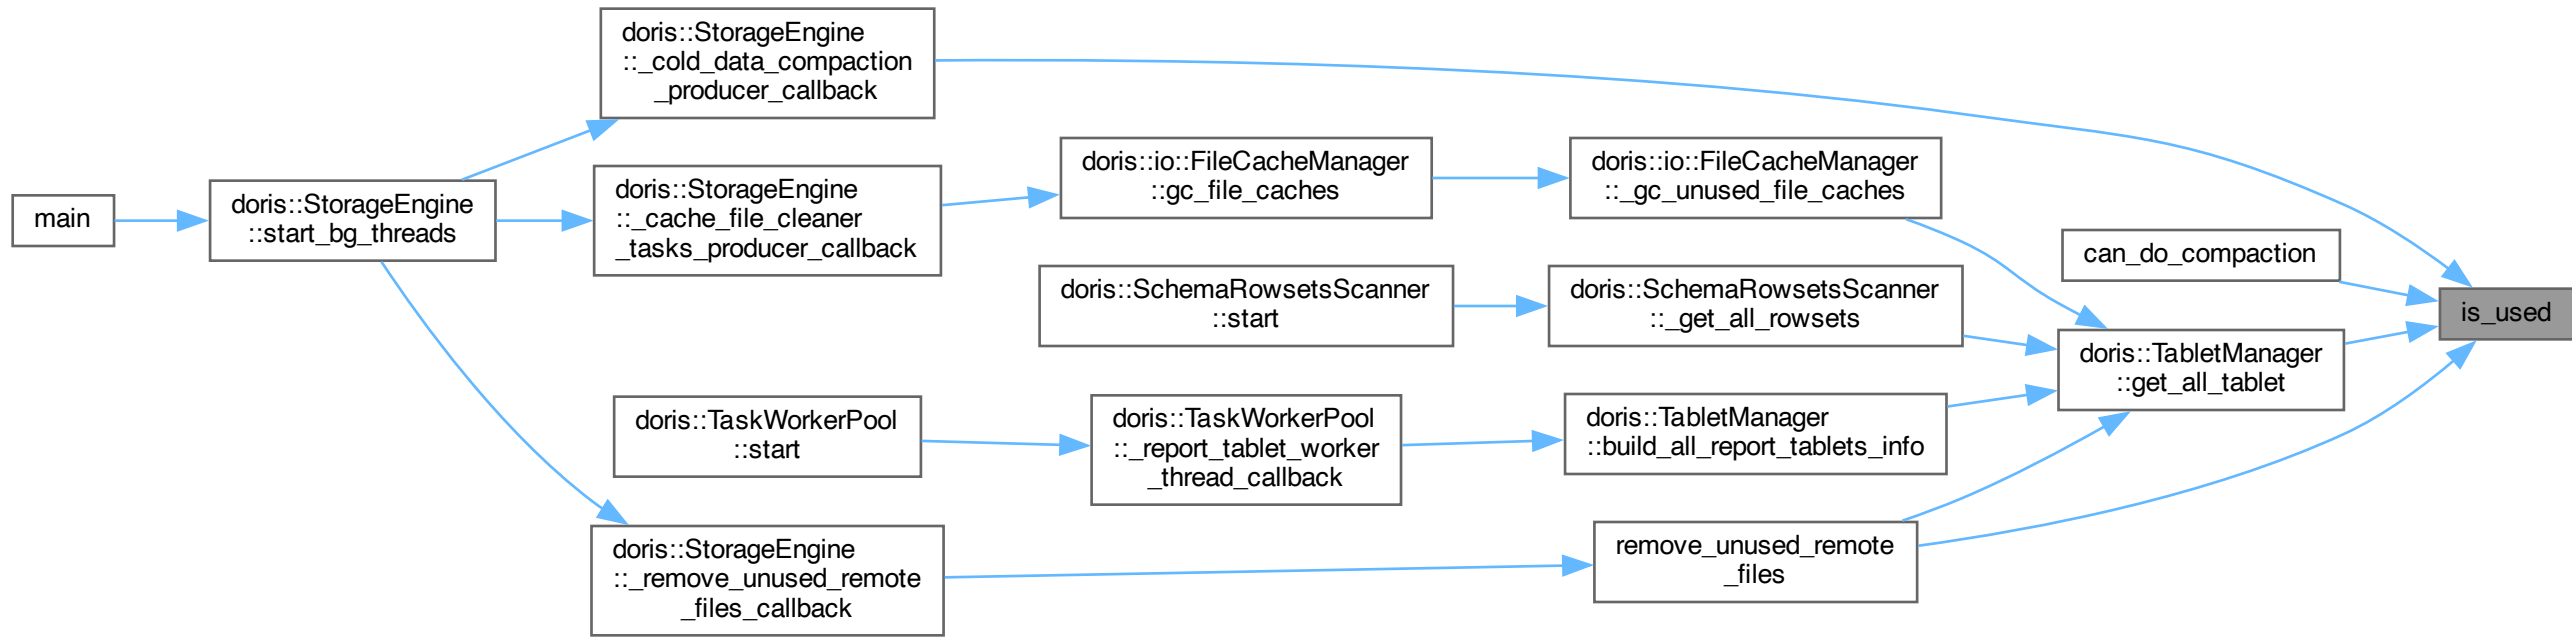 doris::StorageEngine
::_cold_data_compaction
_producer_callback
main
doris::StorageEngine
::start_bg_threads
doris::StorageEngine
::_cache_file_cleaner
_tasks_producer_callback
doris::io::FileCacheManager
::gc_file_caches
doris::io::FileCacheManager
::_gc_unused_file_caches
can_do_compaction
is_used
doris::SchemaRowsetsScanner
::start
doris::SchemaRowsetsScanner
::_get_all_rowsets
doris::TabletManager
::get_all_tablet
doris::TaskWorkerPool
::start
doris::TaskWorkerPool
::_report_tablet_worker
_thread_callback
doris::TabletManager
::build_all_report_tablets_info
doris::StorageEngine
::_remove_unused_remote
_files_callback
remove_unused_remote
_files